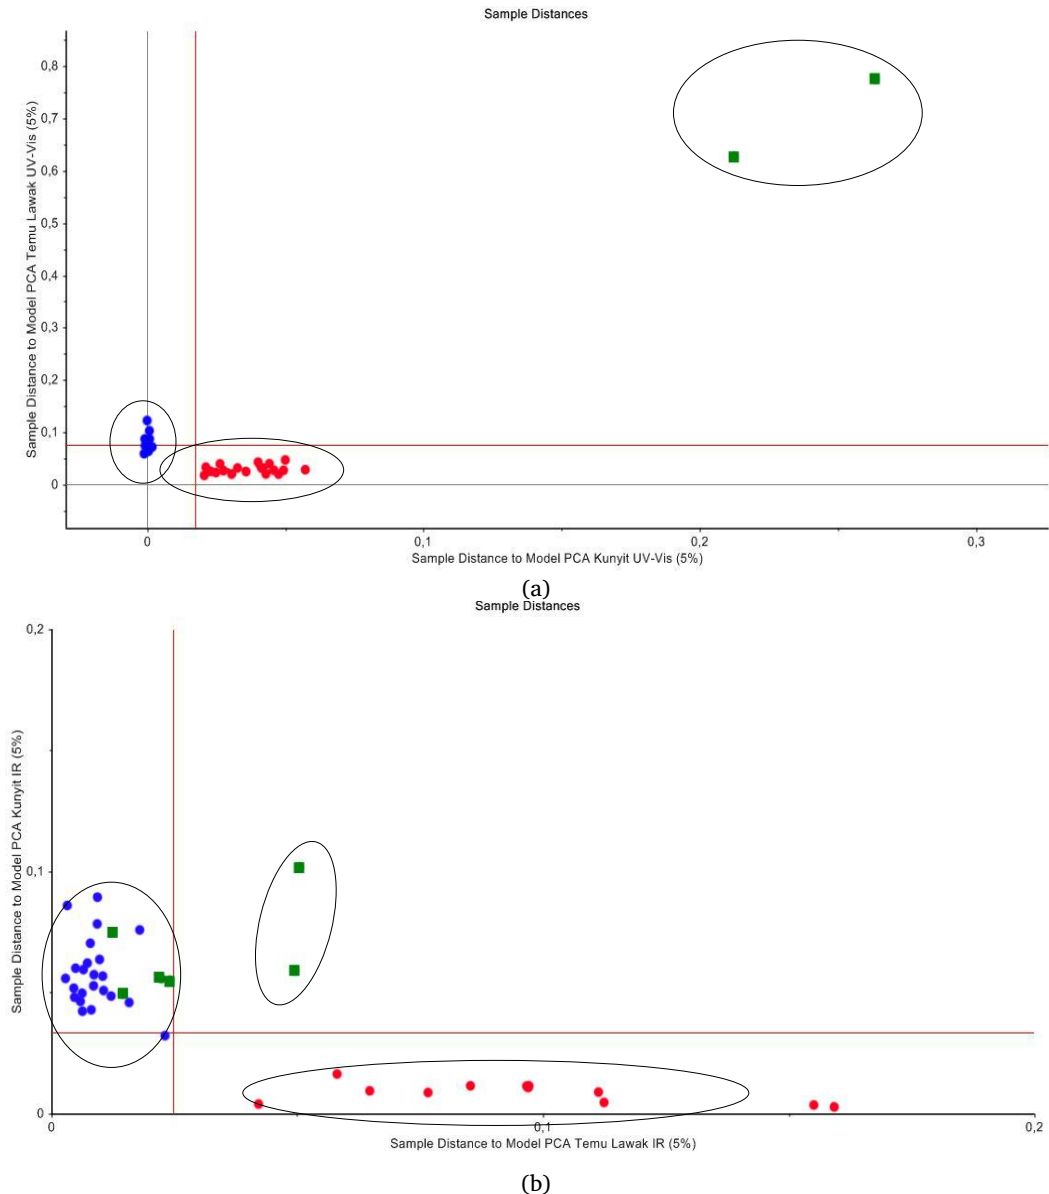 Sample Distances
Sample Distance to Model PCA Temu Lawak UV-Vis (5%)
0,8
0,7
0,6
0,5
0,4
0,3
0,2
0,1
0
0
0,1
0,2
0,3
Sample Distance to Model PCA Kunyit UV-Vis (5%)
(a)
Sample Distances
Sample Distance to Model PCA Kunyit IR (5%)
0,2
0,1
0
0
0,1
0,2
Sample Distance to Model PCA Temu Lawak IR (5%)
(b)